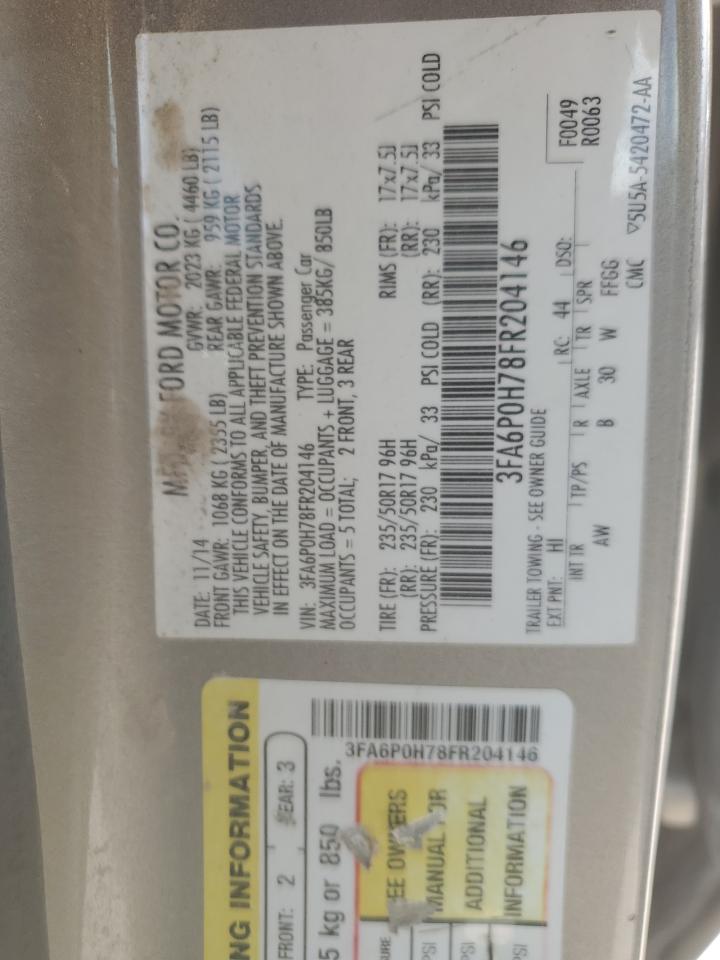 MFD. BY FORD MOTOR CO.
DATE: 11/14 GVWR: 2023 KG ( 4460 LB)
FRONT GAWR: 1068 KG ( 2355 LB) REAR GAWR: 959 KG ( 2115 LB)
THIS VEHICLE CONFORMS TO ALL APPLICABLE FEDERAL MOTOR
VEHICLE SAFETY, BUMPER, AND THEFT PREVENTION STANDARDS
IN EFFECT ON THE DATE OF MANUFACTURE SHOWN ABOVE.
VIN: 3FA6P0H78FR204146 TYPE: Passenger Car
MAXIMUM LOAD = OCCUPANTS + LUGGAGE = 385KG/ 850LB
OCCUPANTS = 5 TOTAL; 2 FRONT, 3 REAR
TIRE (FR): 235/50R17 96H RIMS (FR): 17x7.5J
(RR): 235/50R17 96H (RR): 17x7.5J
PRESSURE (FR): 230 kPa/ 33 PSI COLD (RR): 230 kPa/ 33 PSI COLD
3FA6P0H78FR204146
TRAILER TOWING - SEE OWNER GUIDE
F0049
R0063
EXT PNT: HI RC: 44 DSO:
INT TR TP/PS R AXLE TR SPR
AW B 30 W FFGG
CMC ▽5U5A-5420472-AA
NG INFORMATION
FRONT: 2 REAR: 3
5 kg or 850 lbs.
3FA6P0H78FR204146
SEE OWNERS
MANUAL FOR
ADDITIONAL
INFORMATION
SURE
PSI
PSI
PSI